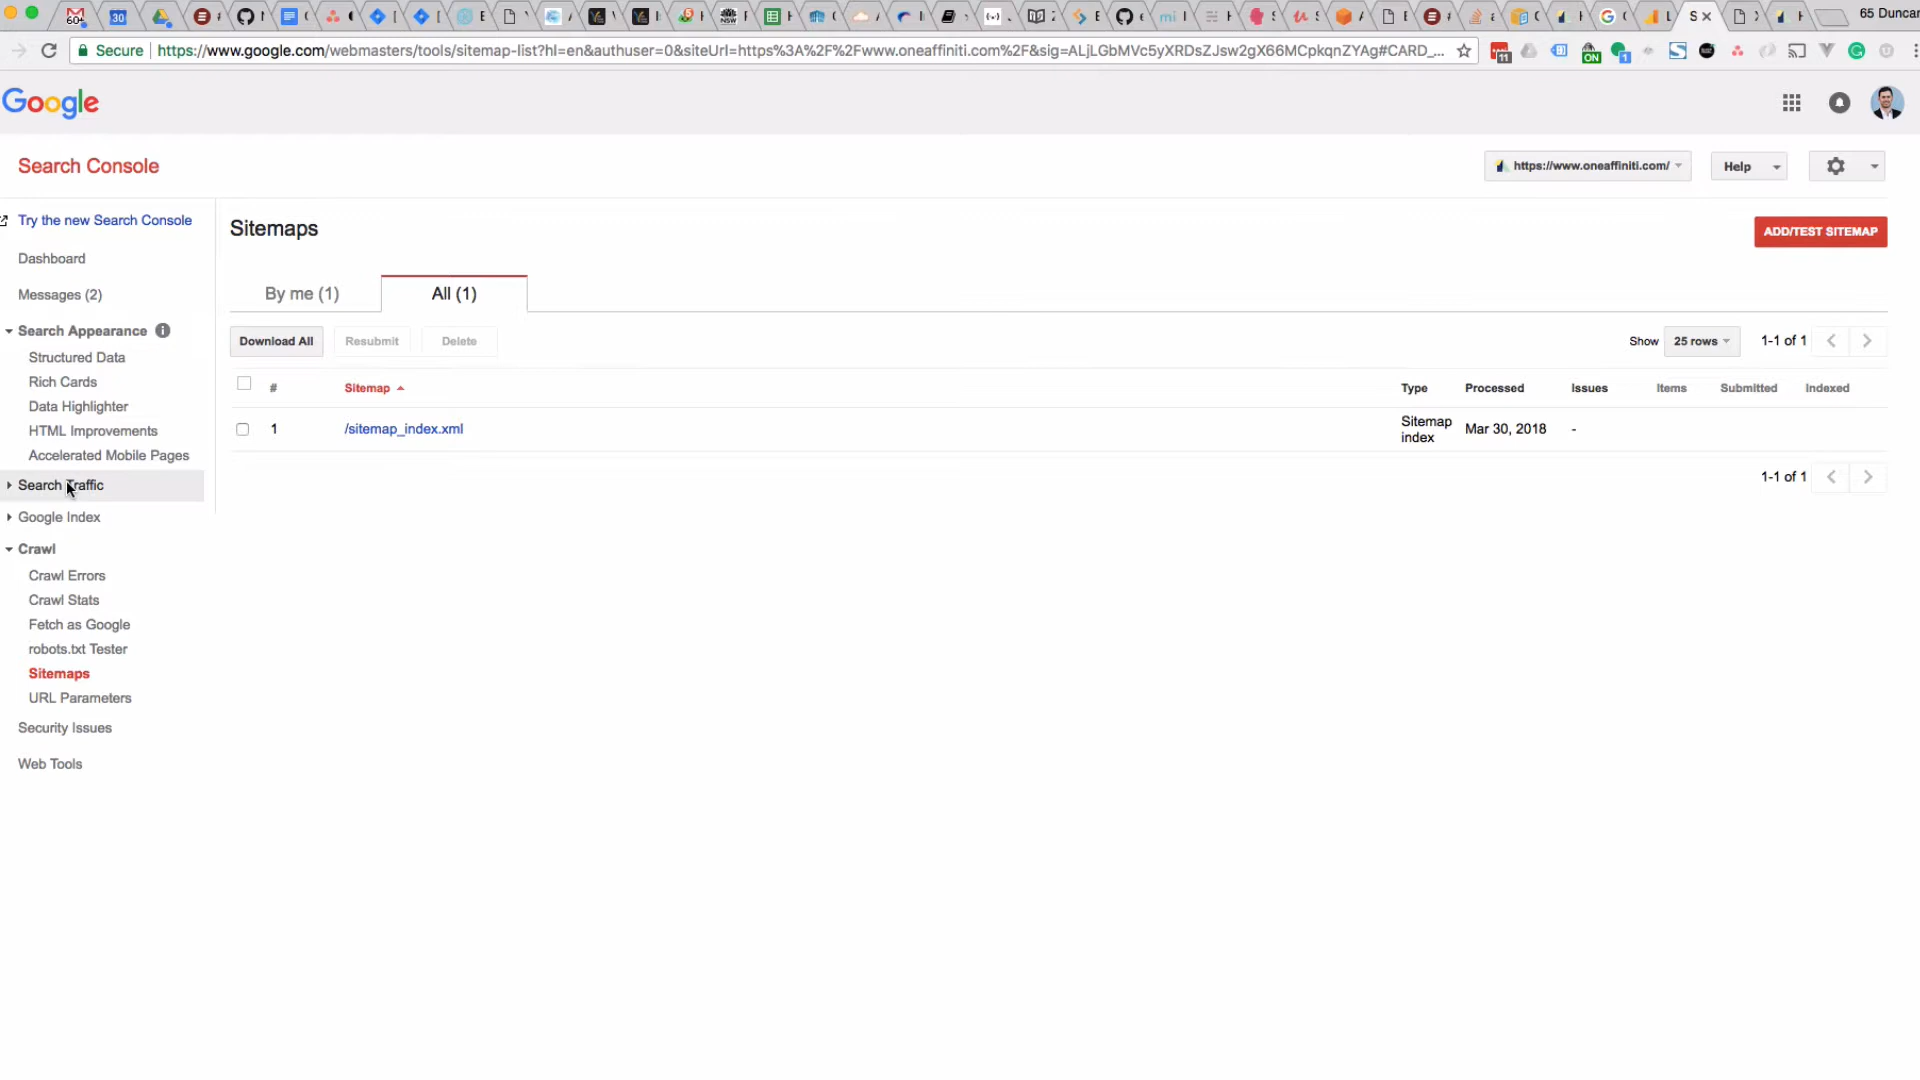 65 Duncan
Secure https://www.google.com/webmasters/tools/sitemap-list?hl=en&authuser=0&siteUrl=https%3A%2F%2Fwww.oneaffiniti.com%2F&sig=ALjLGbMVc5yXRDsZJsw2gX66MCpkqnZYAg#CARD_...
Google
Search Console
https://www.oneaffiniti.com/
Help
Try the new Search Console
Dashboard
Messages (2)
Search Appearance
Structured Data
Rich Cards
Data Highlighter
HTML Improvements
Accelerated Mobile Pages
Search Traffic
Google Index
Crawl
Crawl Errors
Crawl Stats
Fetch as Google
robots.txt Tester
Sitemaps
URL Parameters
Security Issues
Web Tools
Sitemaps
ADD/TEST SITEMAP
By me (1) All (1)
Download All Resubmit Delete
Show 25 rows 1-1 of 1
# Sitemap Type Processed Issues Items Submitted Indexed
1 /sitemap_index.xml Sitemap index Mar 30, 2018 -
1-1 of 1